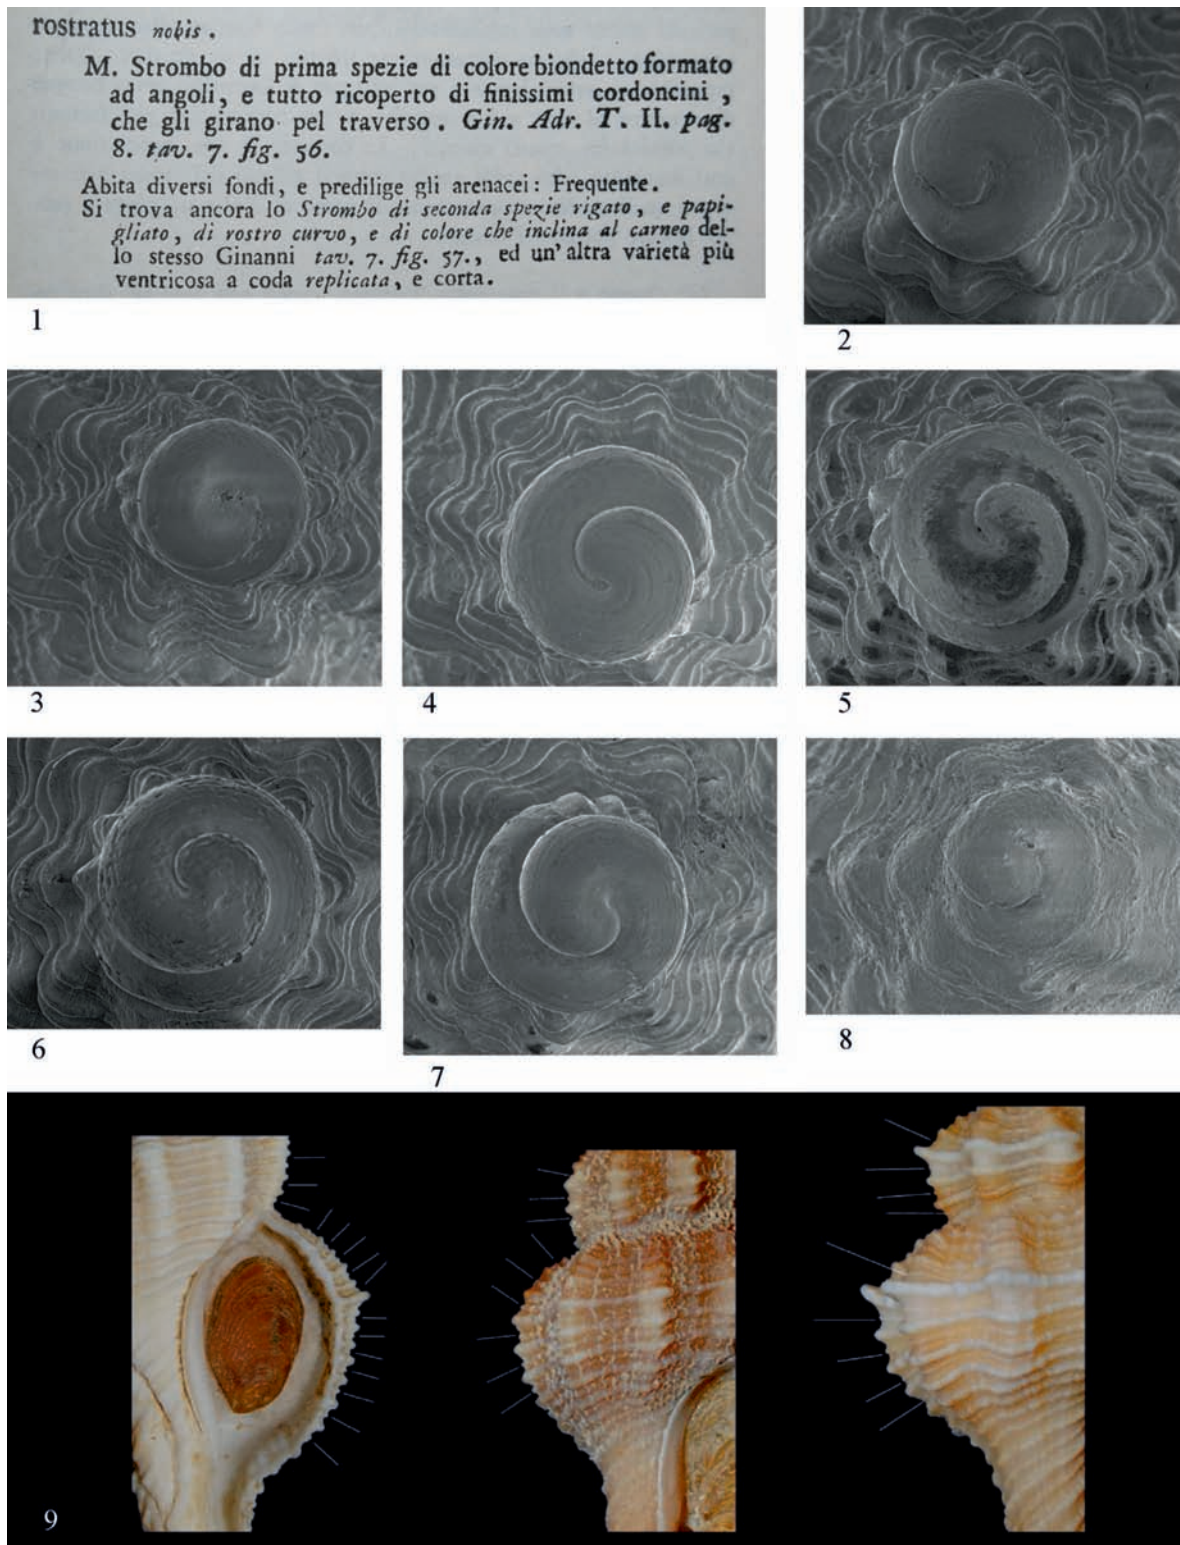 rostratus nobis .
M. Strombo di prima spezie di colore biondetto formato
ad angoli, e tutto ricoperto di finissimi cordoncini ,
che gli girano pel traverso . Gin. Adr. T. II. pag.
8. tav. 7. fig. 56.
Abita diversi fondi, e predilige gli arenacei: Frequente.
Si trova ancora lo Strombo di seconda spezie rigato, e papi-
gliato, di rostro curvo, e di colore che inclina al carneo del-
lo stesso Ginanni tav. 7. fig. 57., ed un' altra varietà più
ventricosa a coda replicata, e corta.
1
2
3
4
5
6
7
8
9